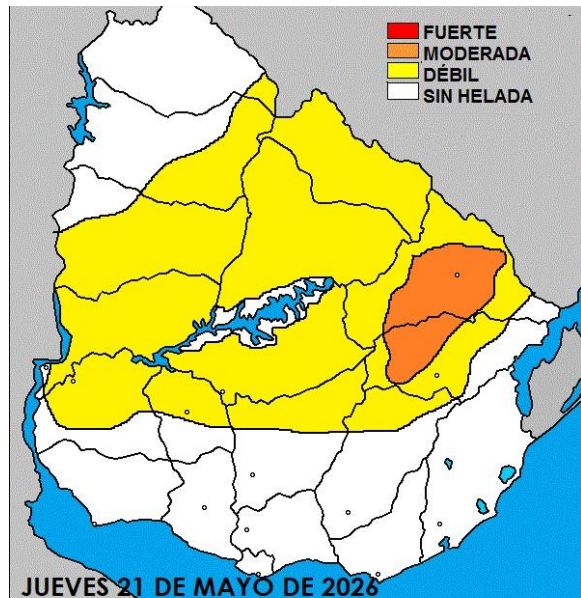 FUERTE
MODERADA
DÉBIL
SIN HELADA
JUEVES 21 DE MAYO DE 2026